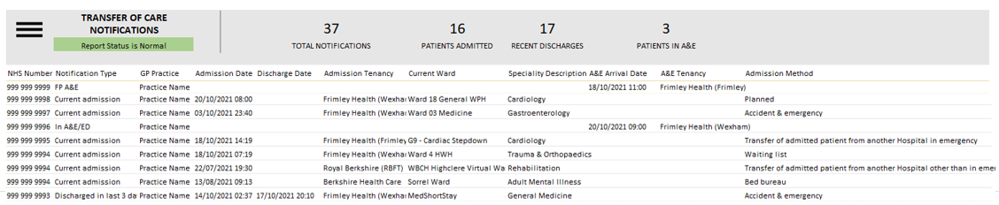 TRANSFER OF CARE NOTIFICATIONS
Report Status is Normal
37 16 17 3
TOTAL NOTIFICATIONS PATIENTS ADMITTED RECENT DISCHARGES PATIENTS IN A&E
NHS Number Notification Type GP Practice Admission Date Discharge Date Admission Tenancy Current Ward Speciality Description A&E Arrival Date A&E Tenancy Admission Method
999 999 9999 FP A&E Practice Name 18/10/2021 11:00 Frimley Health (Frimley)
999 999 9998 Current admission Practice Name 20/10/2021 08:00 Frimley Health (Wexha Ward 18 General WPH Cardiology Planned
999 999 9997 Current admission Practice Name 03/10/2021 23:40 Frimley Health (Wexha Ward 03 Medicine Gastroenterology Accident & emergency
999 999 9996 In A&E/ED Practice Name 20/10/2021 09:00 Frimley Health (Wexham)
999 999 9995 Current admission Practice Name 18/10/2021 14:19 Frimley Health (Frimley G9 - Cardiac Stepdown Cardiology Transfer of admitted patient from another Hospital in emergency
999 999 9994 Current admission Practice Name 18/10/2021 07:19 Frimley Health (Wexha Ward 4 HWH Trauma & Orthopaedics Waiting list
999 999 9994 Current admission Practice Name 22/07/2021 19:30 Royal Berkshire (RBFT) WBCH Highclere Virtual Wa Rehabilitation Transfer of admitted patient from another Hospital other than in emer
999 999 9994 Current admission Practice Name 13/08/2021 09:13 Berkshire Health Care Sorrel Ward Adult Mental Illness Bed bureau
999 999 9993 Discharged in last 3 da Practice Name 14/10/2021 02:37 17/10/2021 20:10 Frimley Health (Wexha MedShortStay General Medicine Accident & emergency